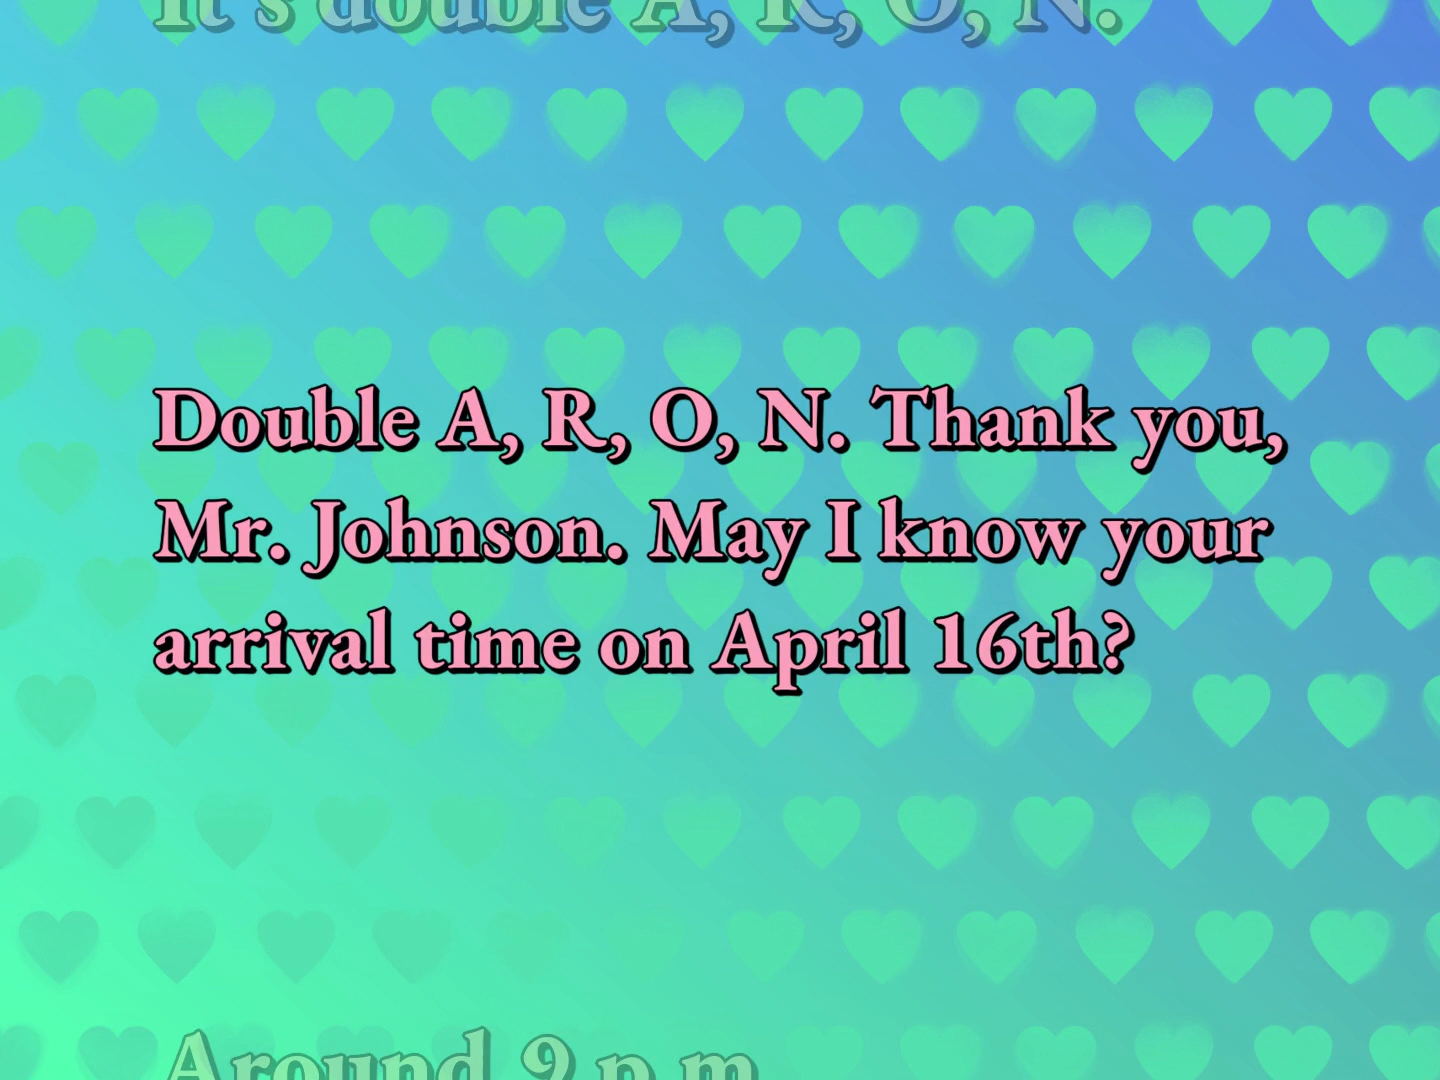 It's double A, R, O, N.
Double A, R, O, N. Thank you,
Mr. Johnson. May I know your
arrival time on April 16th?
Around 9 p.m.